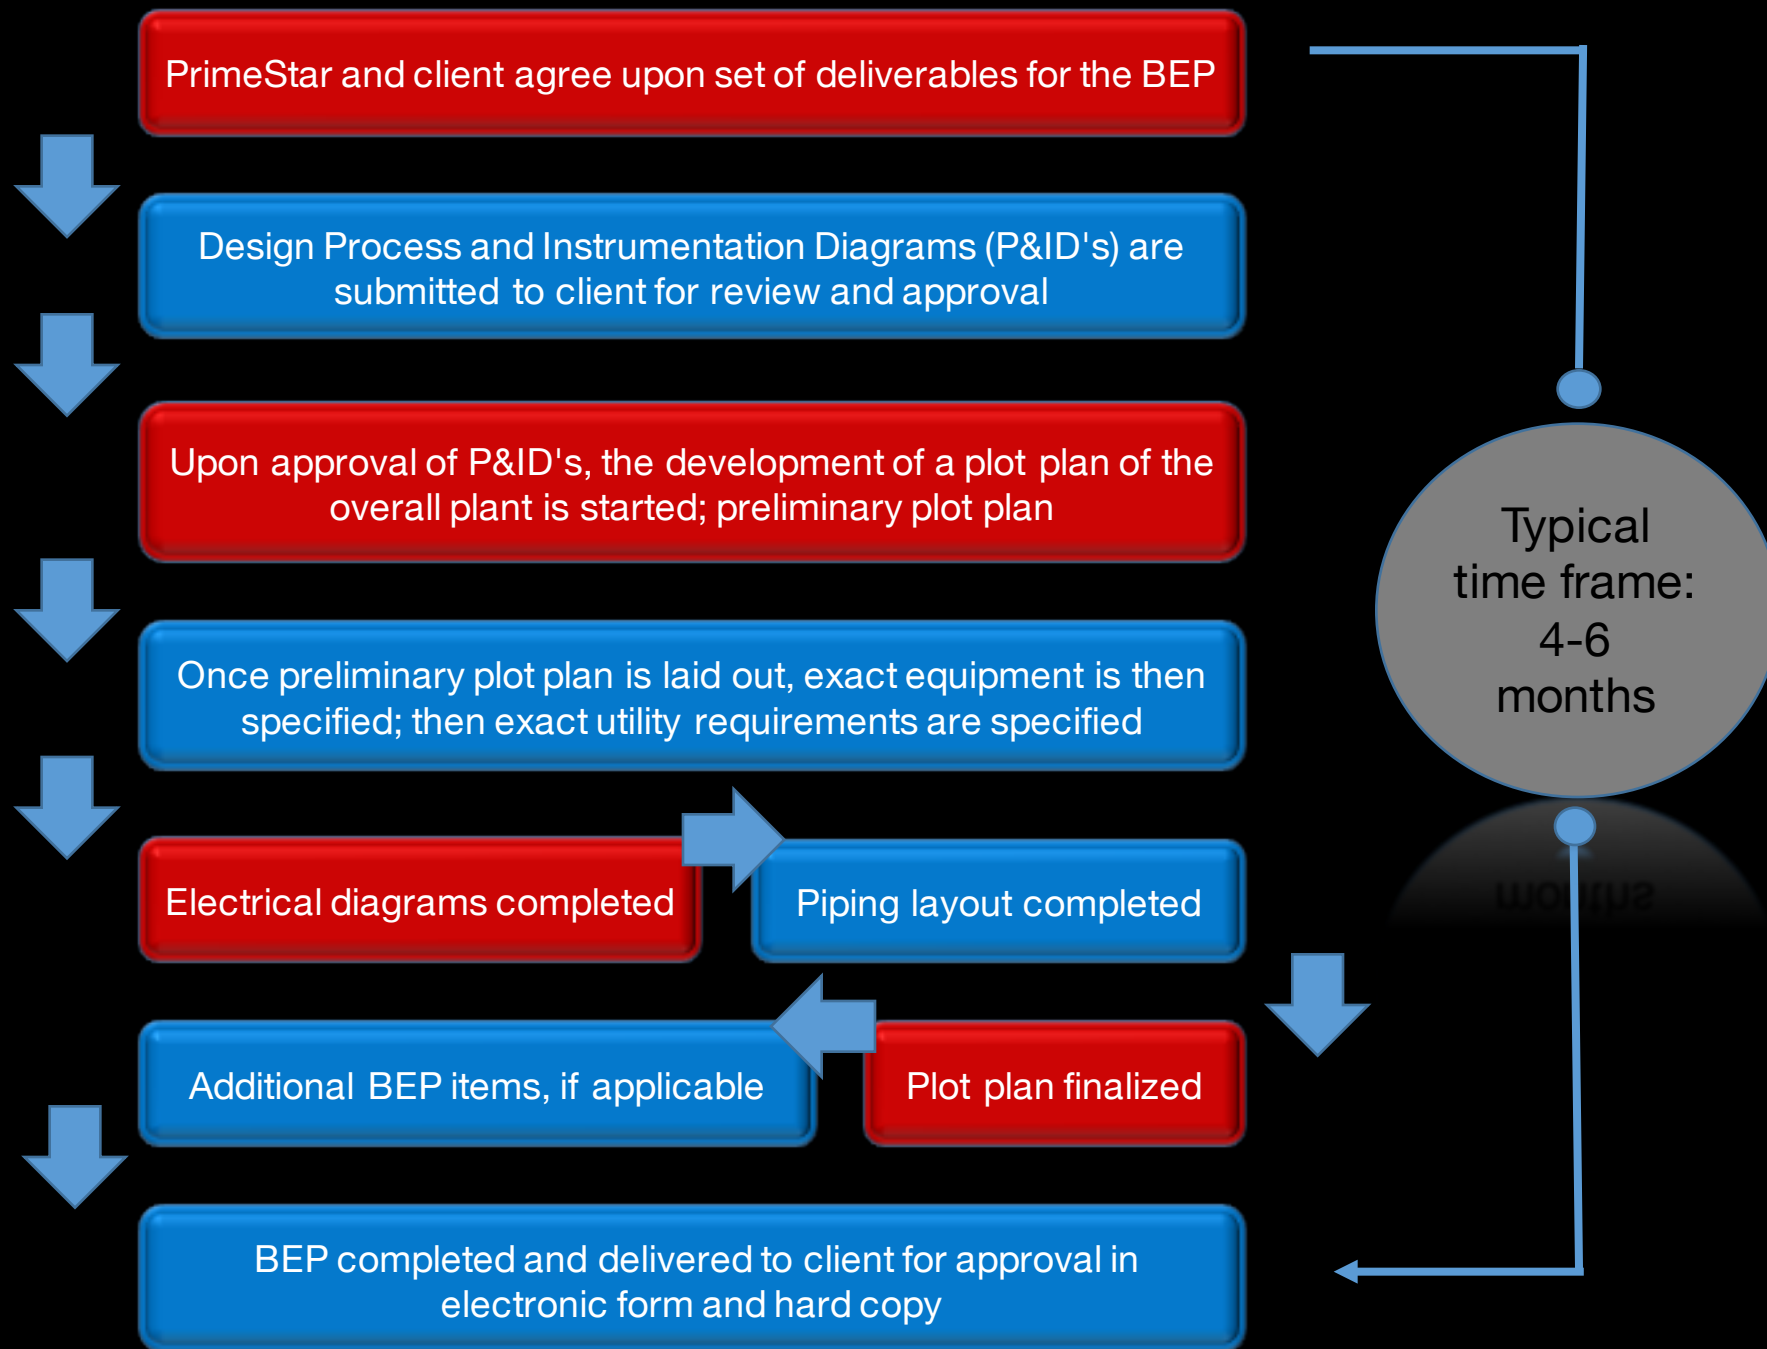 PrimeStar and client agree upon set of deliverables for the BEP
Design Process and Instrumentation Diagrams (P&ID's) are
submitted to client for review and approval
Upon approval of P&ID's, the development of a plot plan of the
overall plant is started; preliminary plot plan
Once preliminary plot plan is laid out, exact equipment is then
specified; then exact utility requirements are specified
Electrical diagrams completed
Piping layout completed
Additional BEP items, if applicable
Plot plan finalized
BEP completed and delivered to client for approval in
electronic form and hard copy
Typical
time frame:
4-6
months